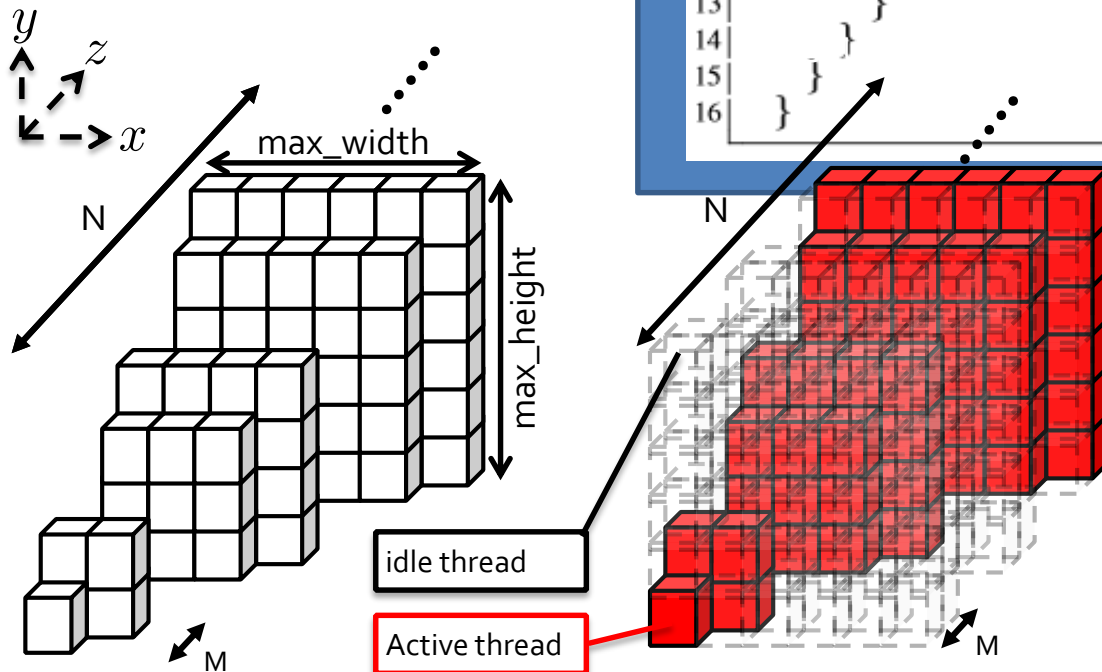 y
z
x
N
max_width
max_height
M
13 }
14 }
15 }
16 }
N
idle thread
Active thread
M